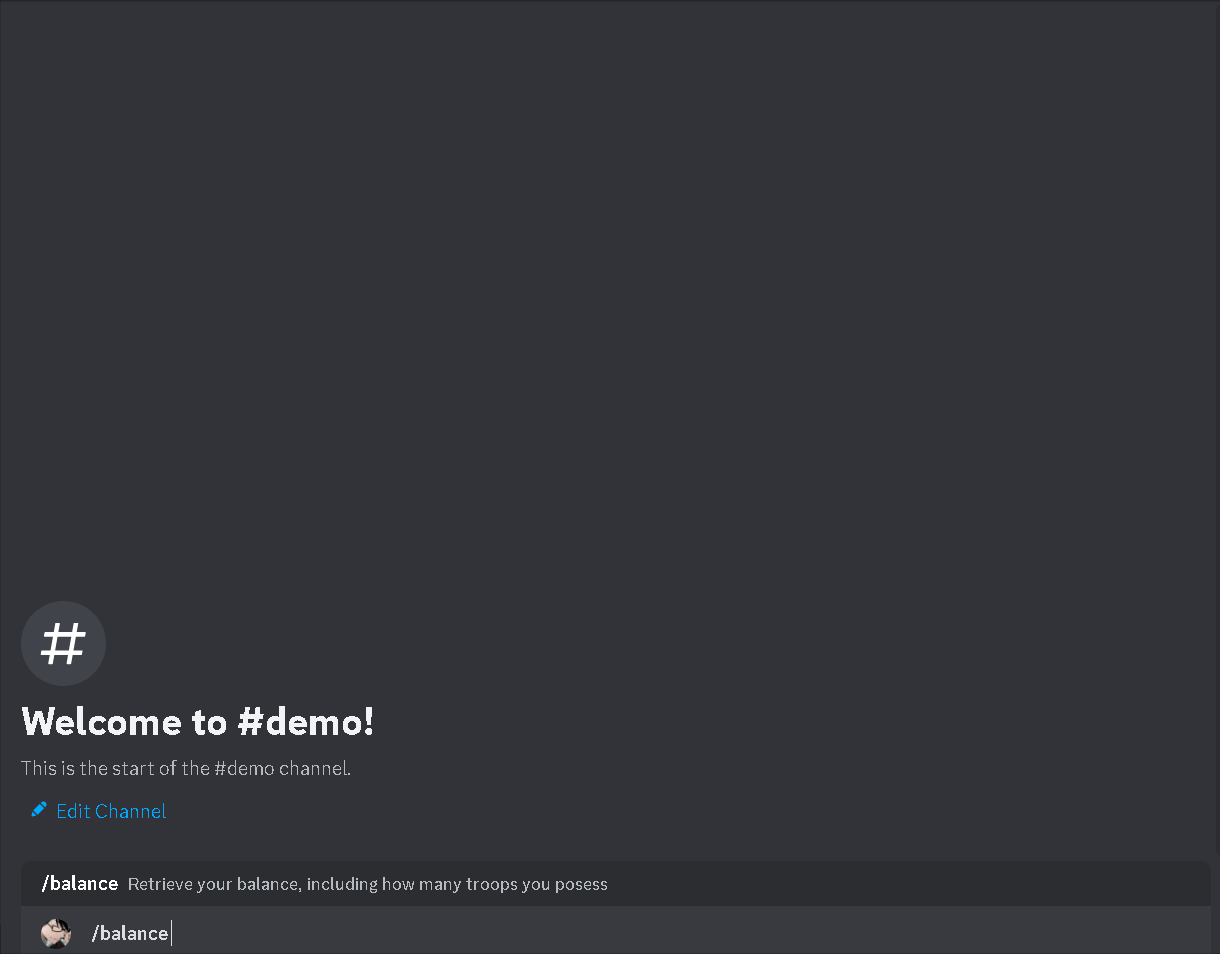 #
Welcome to #demo!
This is the start of the #demo channel.
Edit Channel
/balance Retrieve your balance, including how many troops you posess
/balance